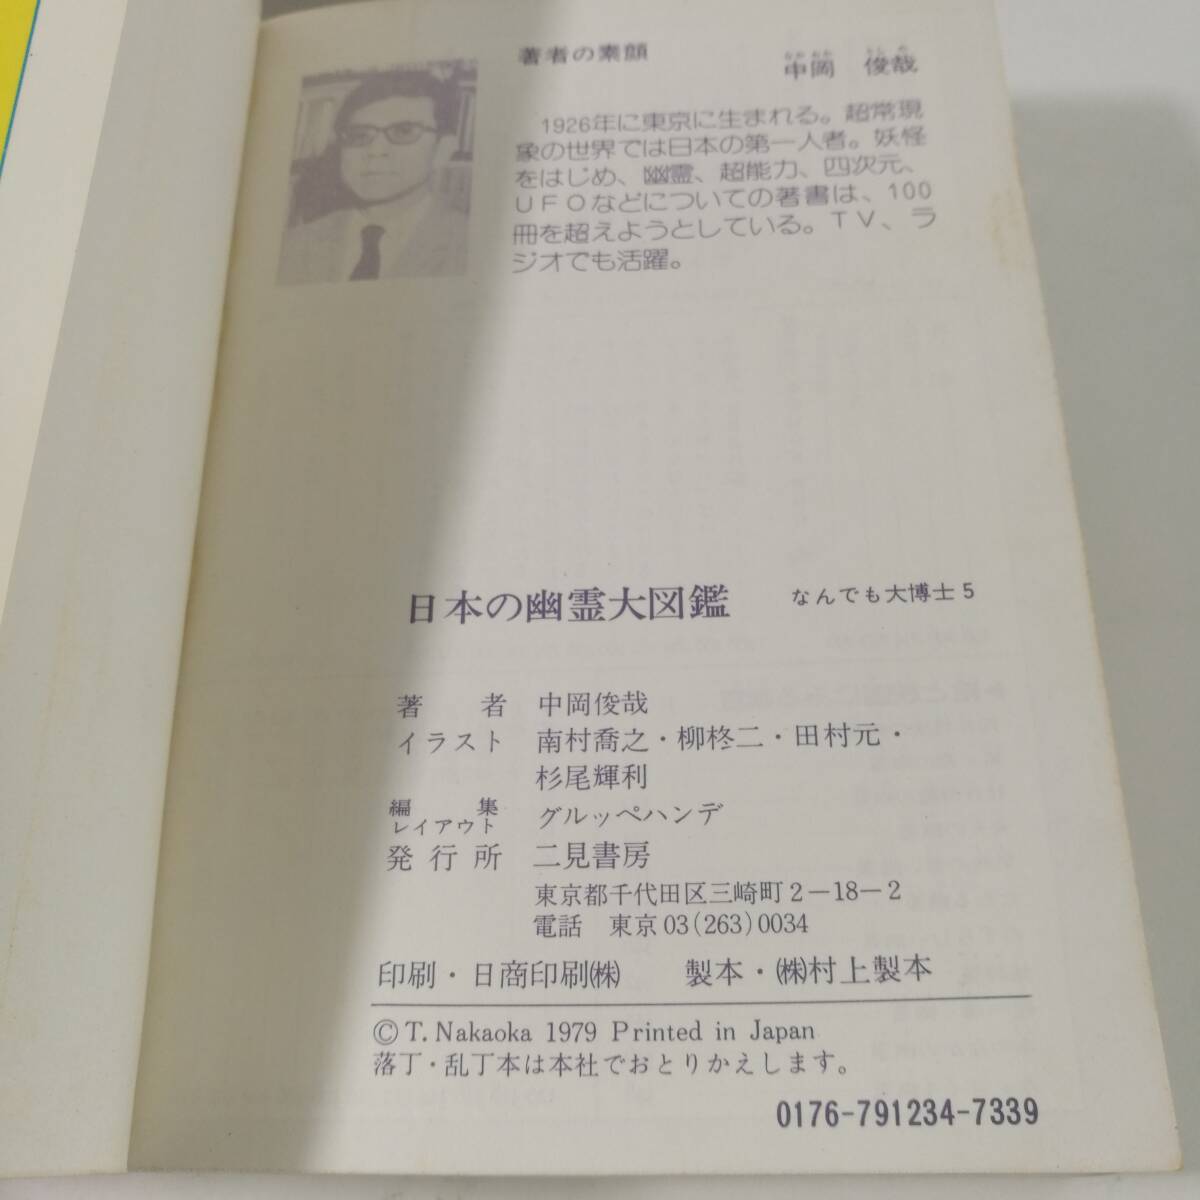 著者の素顔　中岡　俊哉
1926年に東京に生まれる。超常現
象の世界では日本の第一人者。妖怪
をはじめ、幽霊、超能力、四次元、
UFOなどについての著書は、100
冊を超えようとしている。TV、ラ
ジオでも活躍。
日本の幽霊大図鑑　なんでも大博士5
著者　中岡俊哉
イラスト　南村喬之・柳柊二・田村元・
杉尾輝利
編集
レイアウト　グルッペハンデ
発行所　二見書房
東京都千代田区三崎町2－18－2
電話　東京03(263)0034
印刷・日商印刷㈱　製本・㈱村上製本
© T. Nakaoka 1979 Printed in Japan
落丁・乱丁本は本社でおとりかえします。
0176-791234-7339